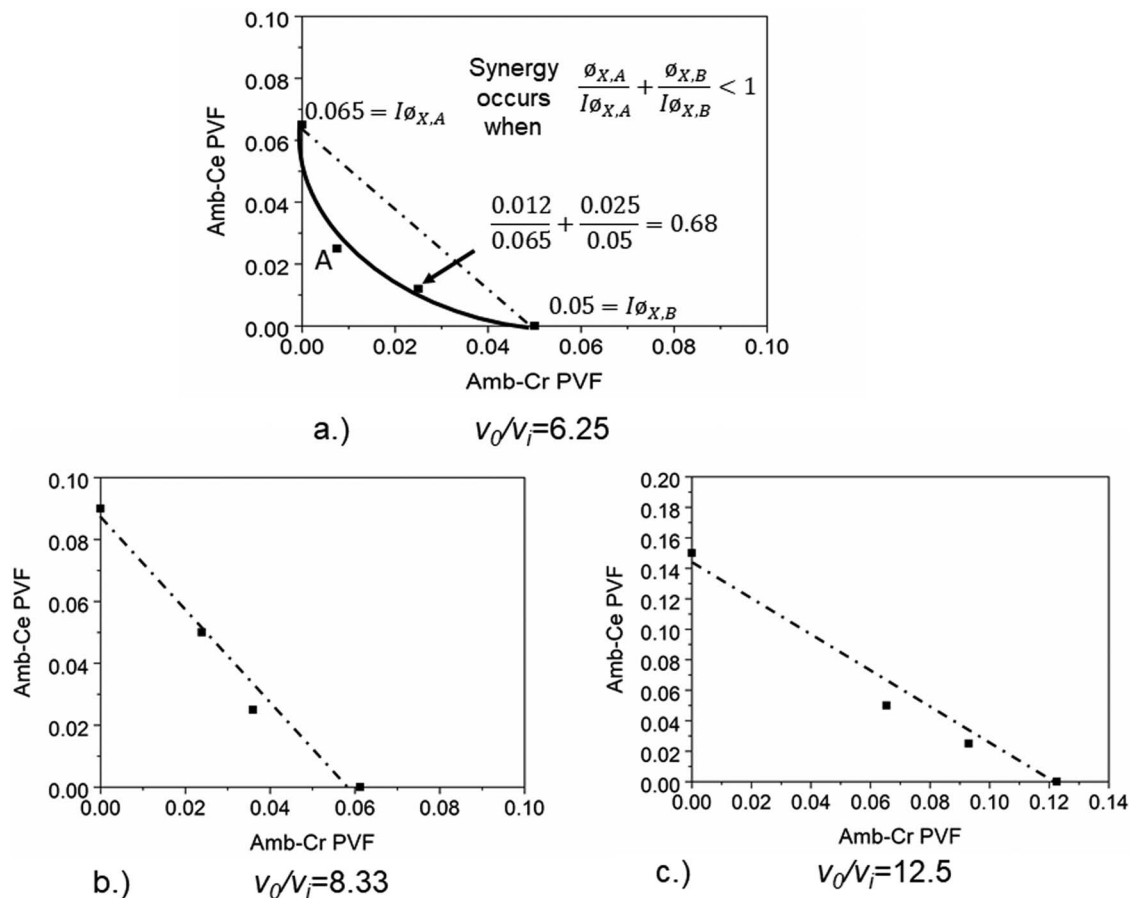 0.10
0.08
0.06
0.04
0.02
0.00
Amb-Ce PVF
0.065 = Iø_{X,A}
Synergy
occurs
when
ø_{X,A}/Iø_{X,A} + ø_{X,B}/Iø_{X,B} < 1
0.012/0.065 + 0.025/0.05 = 0.68
A
0.05 = Iø_{X,B}
0.00 0.02 0.04 0.06 0.08 0.10
Amb-Cr PVF
a.) v_0/v_i=6.25
0.10
0.08
0.06
0.04
0.02
0.00
Amb-Ce PVF
0.00 0.02 0.04 0.06 0.08 0.10
Amb-Cr PVF
b.) v_0/v_i=8.33
0.20
0.18
0.16
0.14
0.12
0.10
0.08
0.06
0.04
0.02
0.00
Amb-Ce PVF
0.00 0.02 0.04 0.06 0.08 0.10 0.12 0.14
Amb-Cr PVF
c.) v_0/v_i=12.5